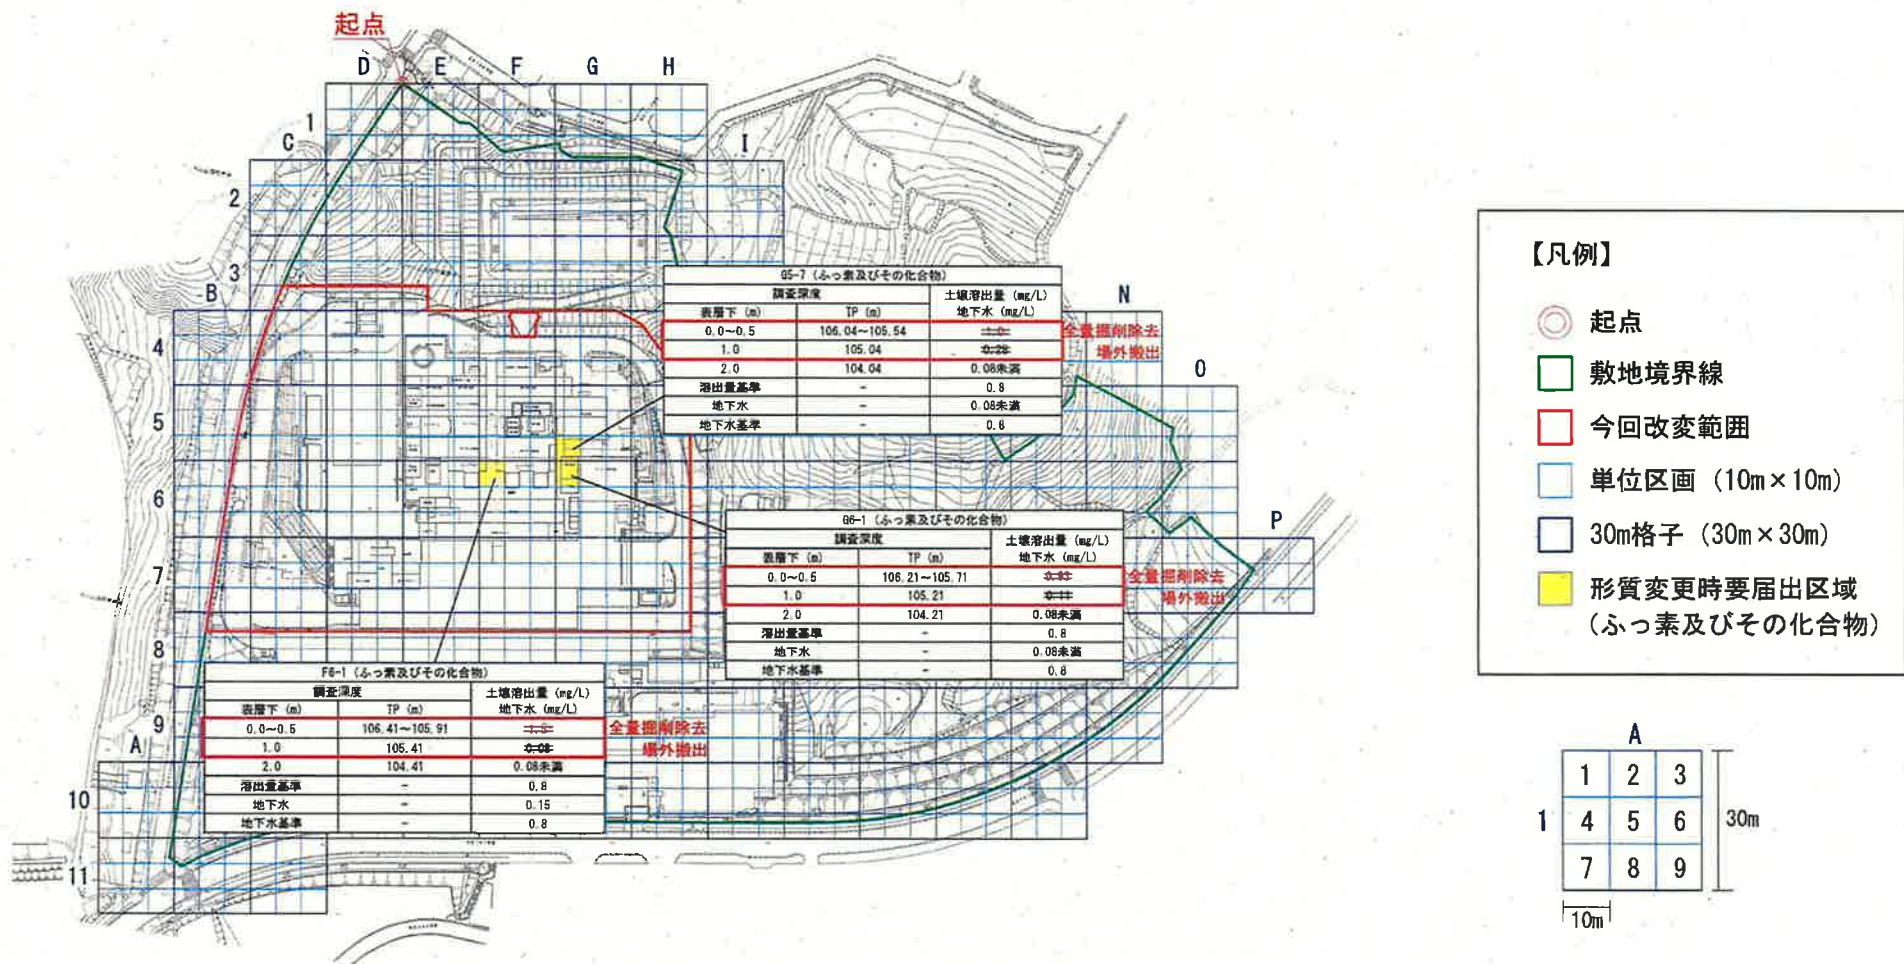 起点
D E F G H
1
C I
2
3
B N
4 O
5
6 P
7
8
9
A
10
11
G5-7 (ふっ素及びその化合物)
調査深度 土壌溶出量 (mg/L)
表層下 (m) TP (m) 地下水 (mg/L)
0.0～0.5 106.04～105.54 1.0 全量掘削除去
1.0 105.04 0.28 場外搬出
2.0 104.04 0.08未満
溶出量基準 - 0.8
地下水 - 0.08未満
地下水基準 - 0.8
G6-1 (ふっ素及びその化合物)
調査深度 土壌溶出量 (mg/L)
表層下 (m) TP (m) 地下水 (mg/L)
0.0～0.5 106.21～105.71 0.83 全量掘削除去
1.0 105.21 0.11 場外搬出
2.0 104.21 0.08未満
溶出量基準 - 0.8
地下水 - 0.08未満
地下水基準 - 0.8
F6-1 (ふっ素及びその化合物)
調査深度 土壌溶出量 (mg/L)
表層下 (m) TP (m) 地下水 (mg/L)
0.0～0.5 106.41～105.91 全量掘削除去
1.0 105.41 0.08 場外搬出
2.0 104.41 0.08未満
溶出量基準 - 0.8
地下水 - 0.15
地下水基準 - 0.8
【凡例】
起点
敷地境界線
今回改変範囲
単位区画 (10m×10m)
30m格子 (30m×30m)
形質変更時要届出区域
(ふっ素及びその化合物)
A
1 2 3
1 4 5 6 30m
7 8 9
10m